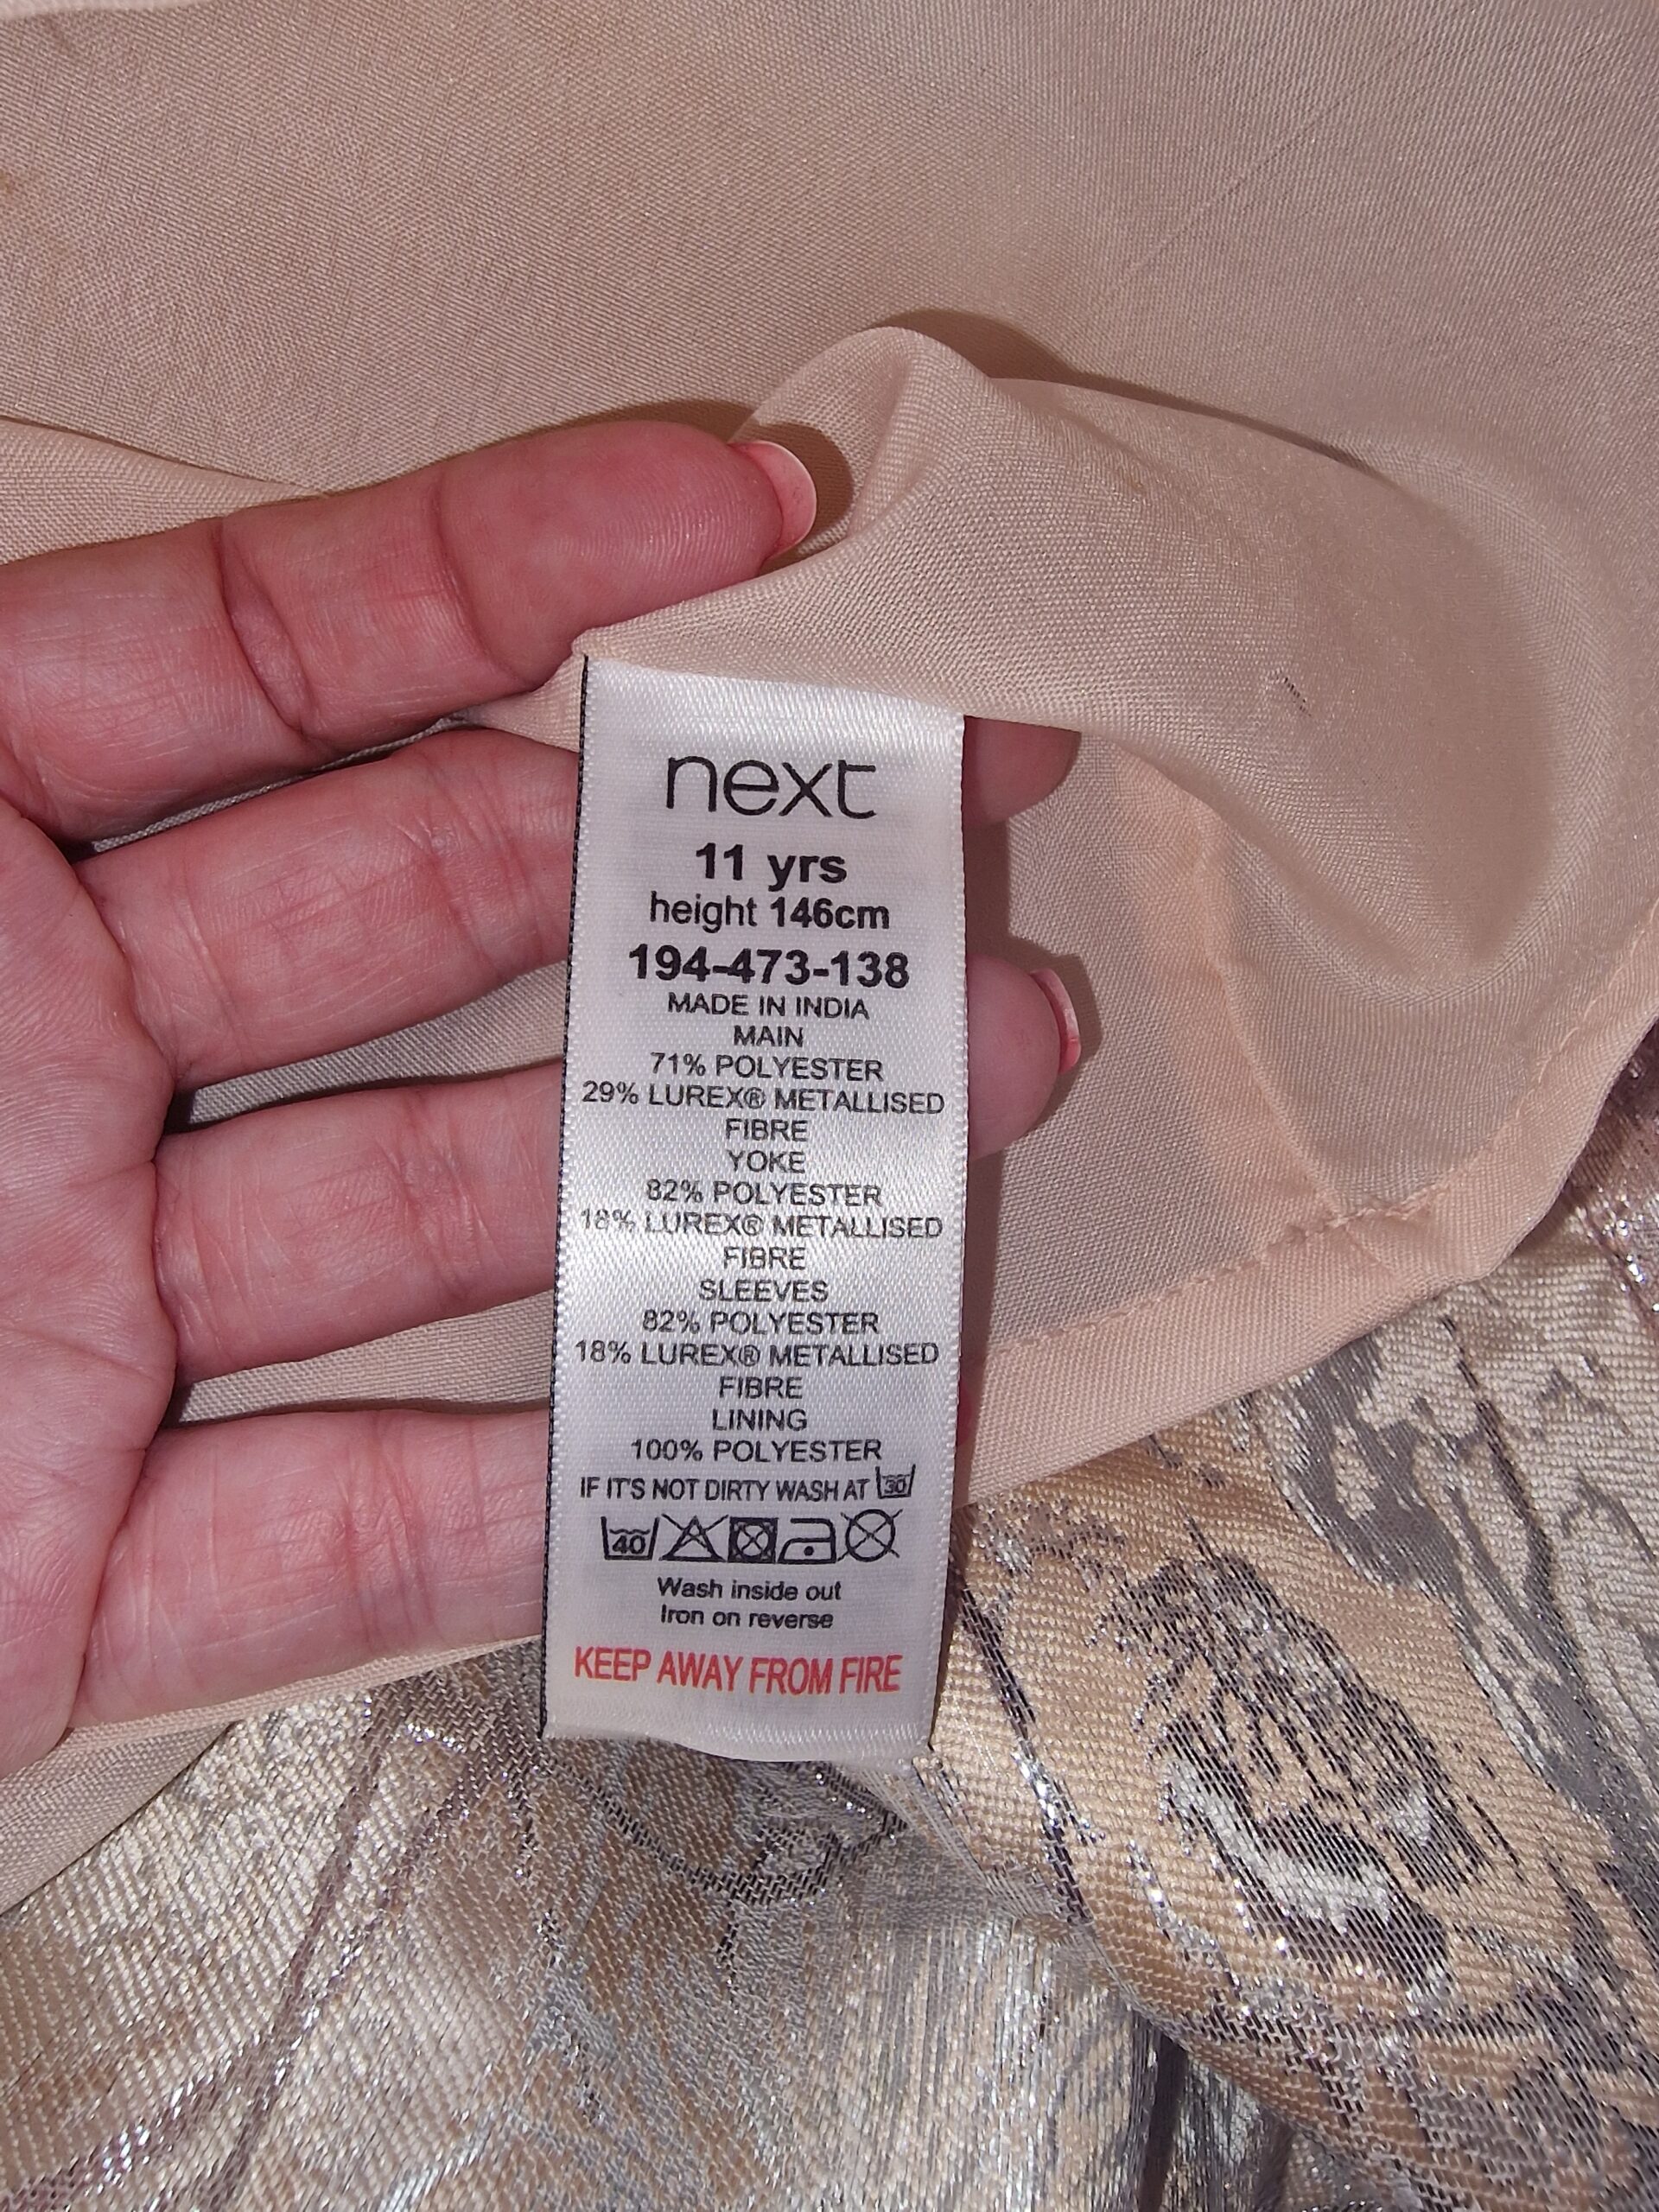 next
11 yrs
height 146cm
194-473-138
MADE IN INDIA
MAIN
71% POLYESTER
29% LUREX® METALLISED
FIBRE
YOKE
82% POLYESTER
18% LUREX® METALLISED
FIBRE
SLEEVES
82% POLYESTER
18% LUREX® METALLISED
FIBRE
LINING
100% POLYESTER
IF IT'S NOT DIRTY WASH AT 30
40
Wash inside out
Iron on reverse
KEEP AWAY FROM FIRE